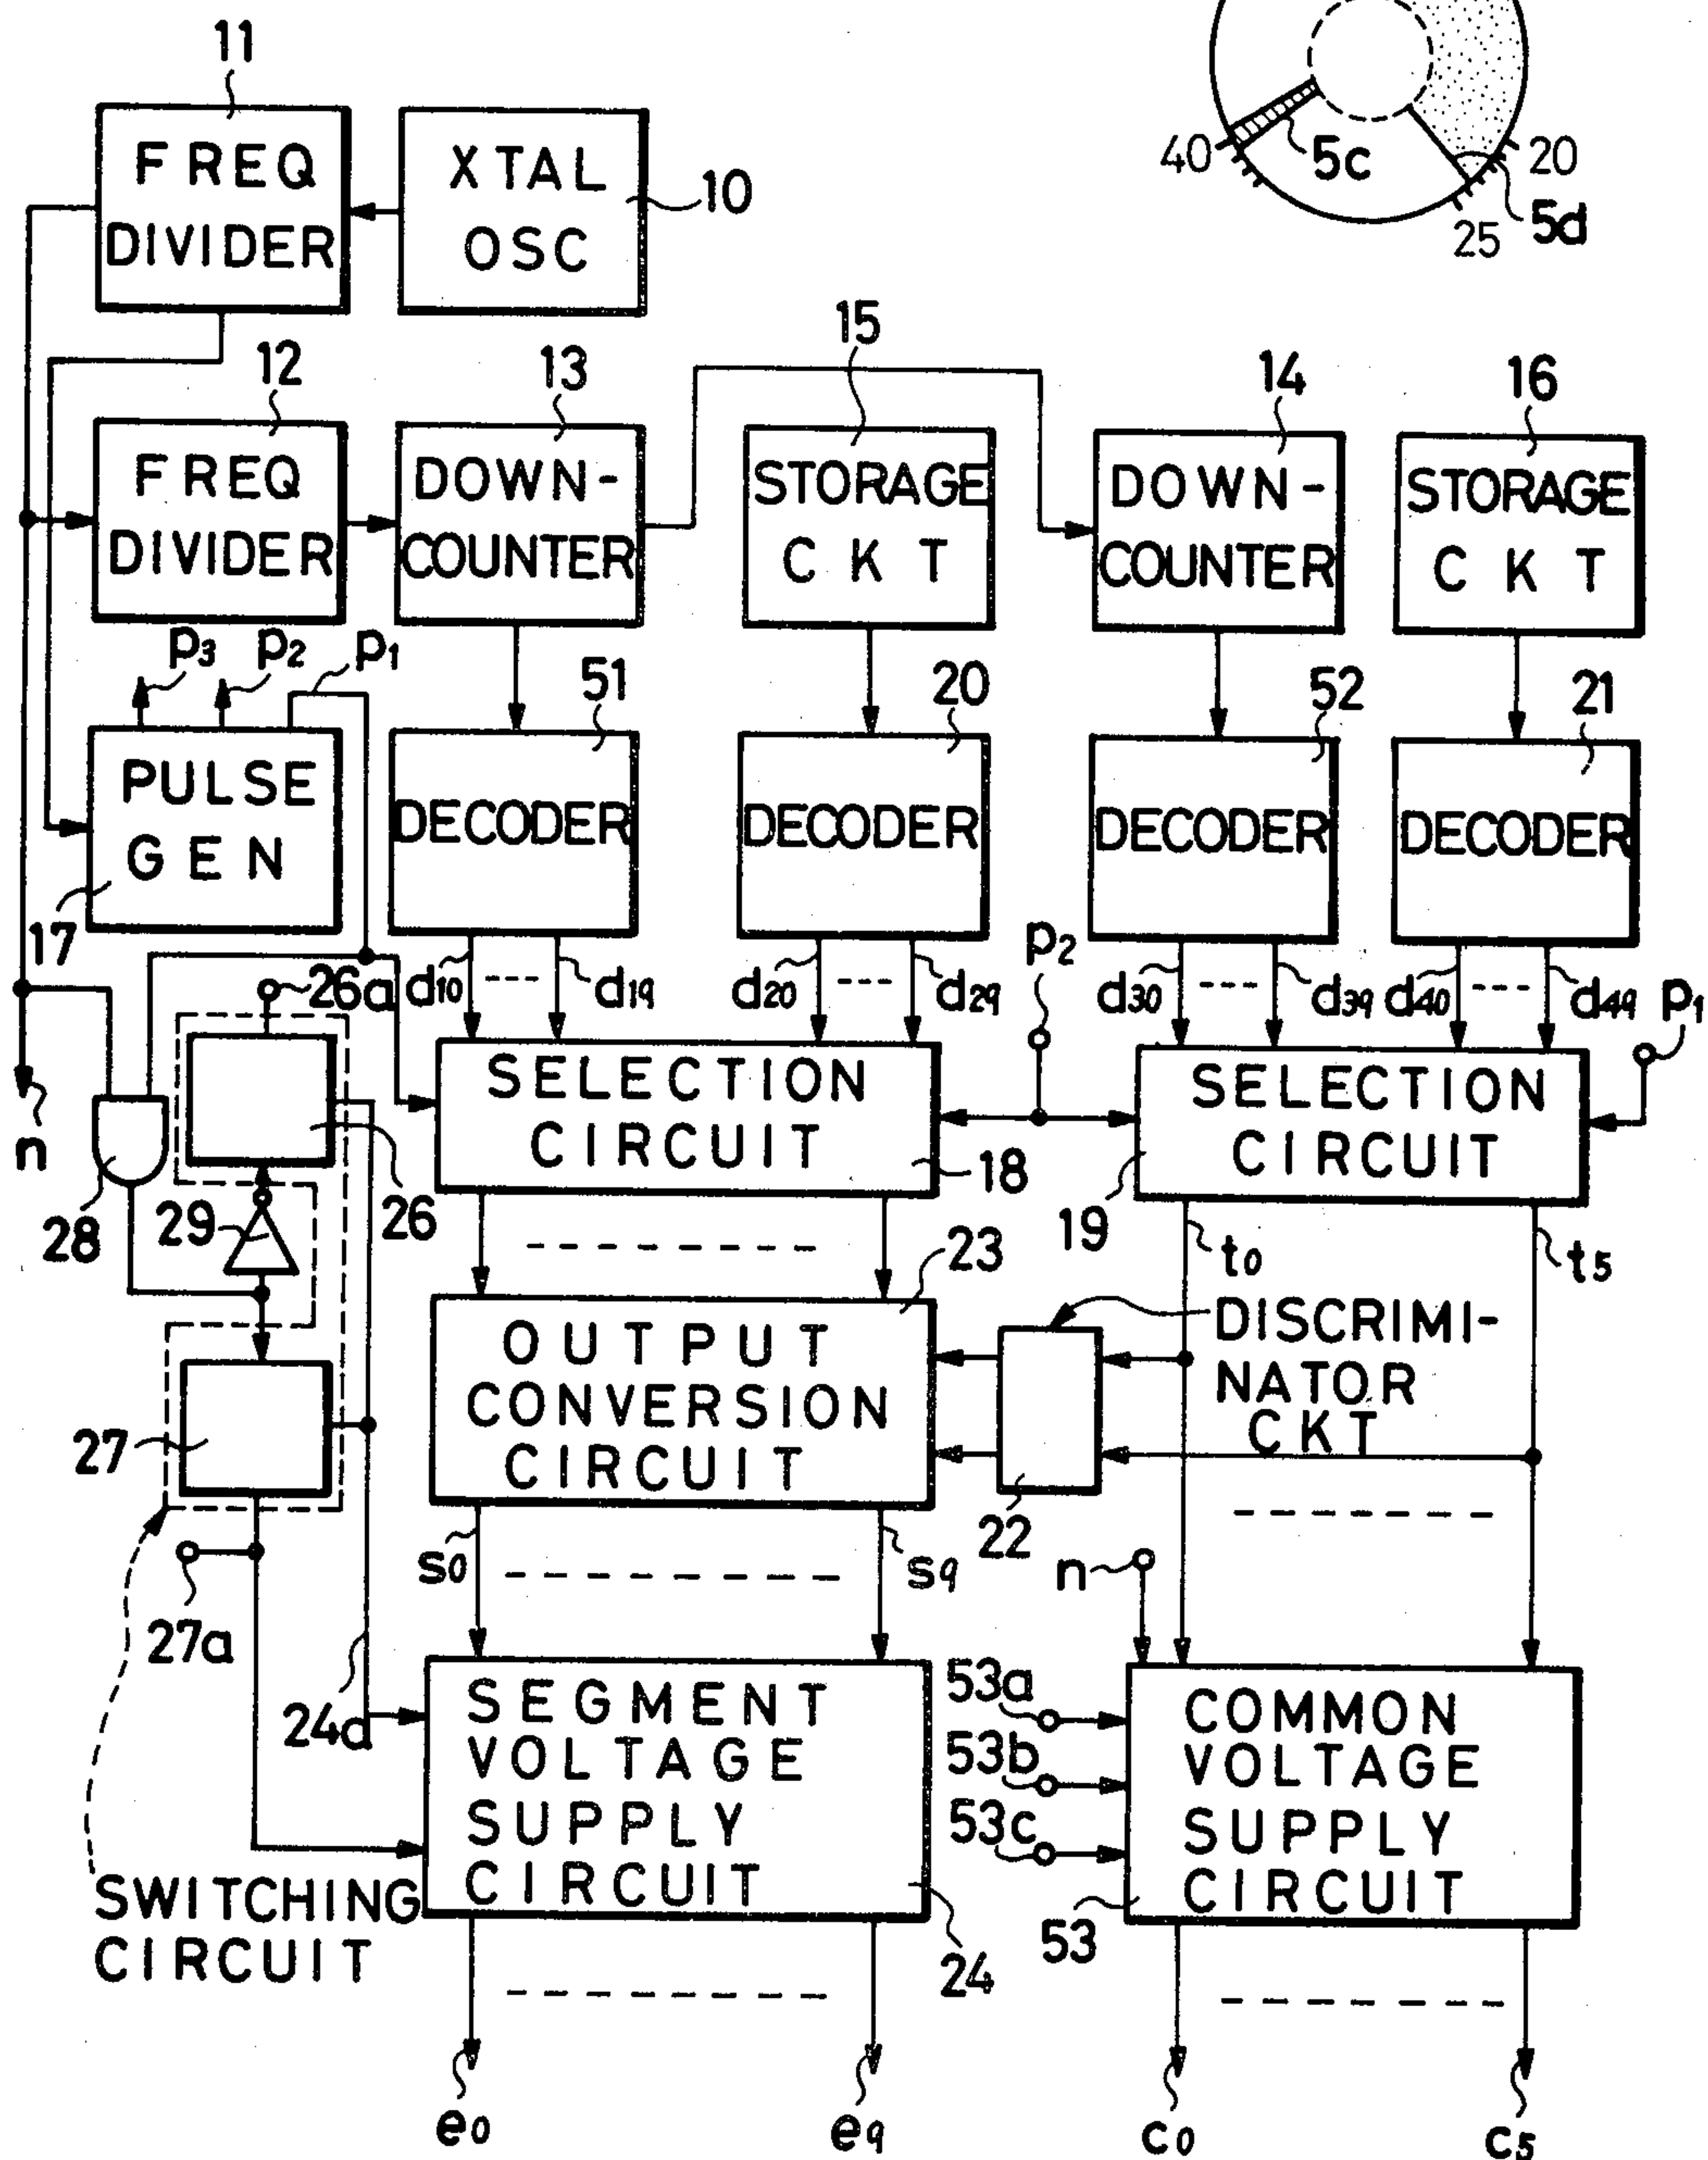 11
FREQ
DIVIDER
XTAL
OSC
10
40
5c
20
25
5d
12
FREQ
DIVIDER
13
DOWN-
COUNTER
15
STORAGE
CKT
14
DOWN-
COUNTER
16
STORAGE
CKT
p3
p2
p1
PULSE
GEN
17
51
DECODER
20
DECODER
52
DECODER
21
DECODER
26a
d10
d19
d20
d29
p2
d30
d39
d40
d49
p1
n
28
29
26
SELECTION
CIRCUIT
18
SELECTION
CIRCUIT
19
t0
t5
23
OUTPUT
CONVERSION
CIRCUIT
DISCRIMI-
NATOR
CKT
22
27
27a
24a
s0
s9
n
SEGMENT
VOLTAGE
SUPPLY
CIRCUIT
24
53a
53b
53c
COMMON
VOLTAGE
SUPPLY
CIRCUIT
53
SWITCHING
CIRCUIT
e0
e9
c0
c5